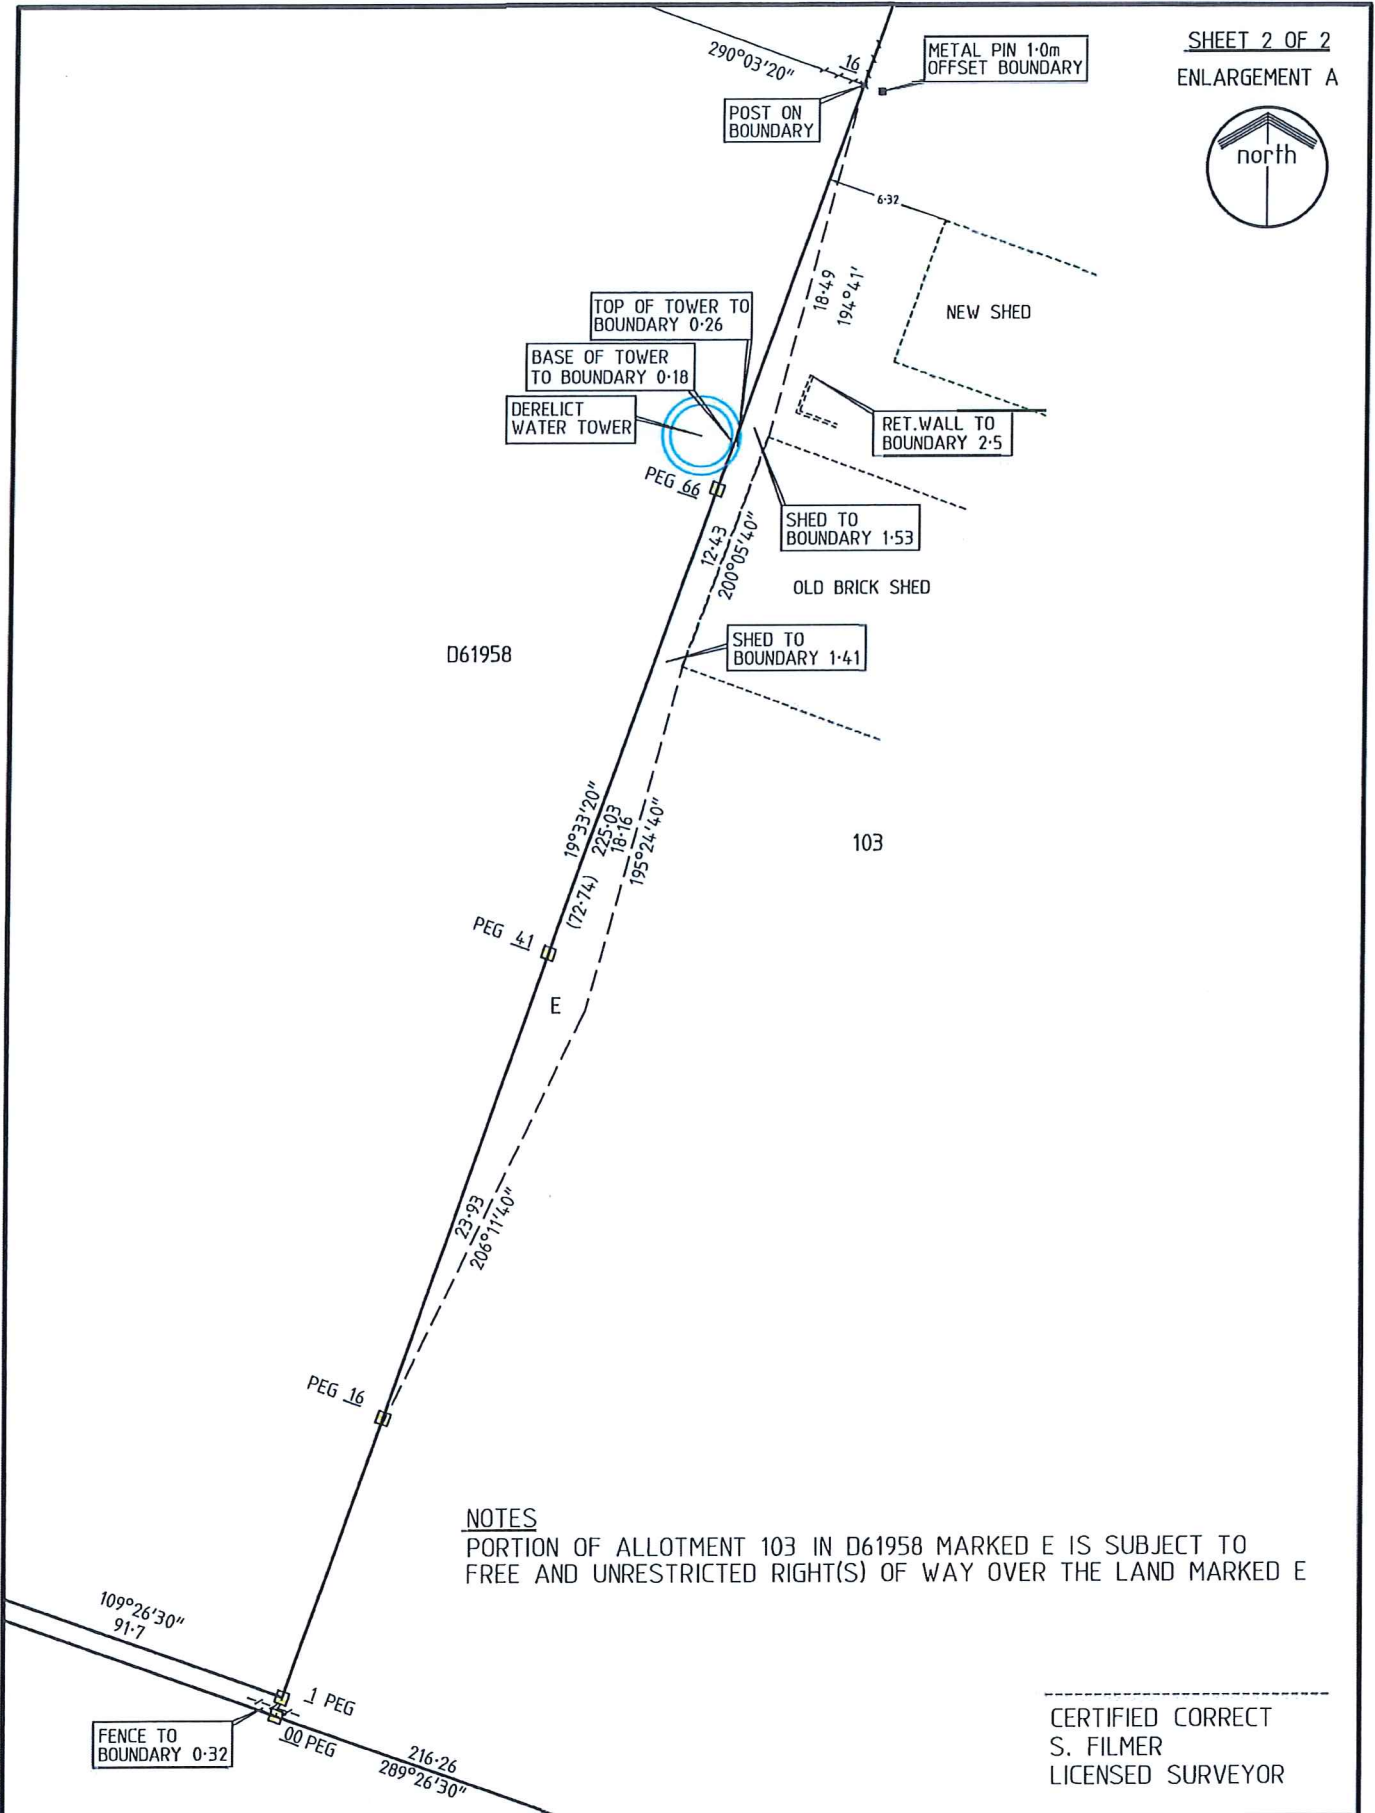 SHEET 2 OF 2
ENLARGEMENT A
north
290°03'20"
16
METAL PIN 1·0m
OFFSET BOUNDARY
POST ON
BOUNDARY
6·32
18·49
194°41'
NEW SHED
TOP OF TOWER TO
BOUNDARY 0·26
BASE OF TOWER
TO BOUNDARY 0·18
DERELICT
WATER TOWER
RET.WALL TO
BOUNDARY 2·5
PEG 66
SHED TO
BOUNDARY 1·53
12·43
200°05'40"
OLD BRICK SHED
SHED TO
BOUNDARY 1·41
D61958
19°33'20"
225·03
(72·74)
18·16
195°24'40"
103
PEG 41
E
23·93
206°11'40"
PEG 16
NOTES
PORTION OF ALLOTMENT 103 IN D61958 MARKED E IS SUBJECT TO
FREE AND UNRESTRICTED RIGHT(S) OF WAY OVER THE LAND MARKED E
109°26'30"
91·7
1 PEG
00 PEG
FENCE TO
BOUNDARY 0·32
216·26
289°26'30"
CERTIFIED CORRECT
S. FILMER
LICENSED SURVEYOR